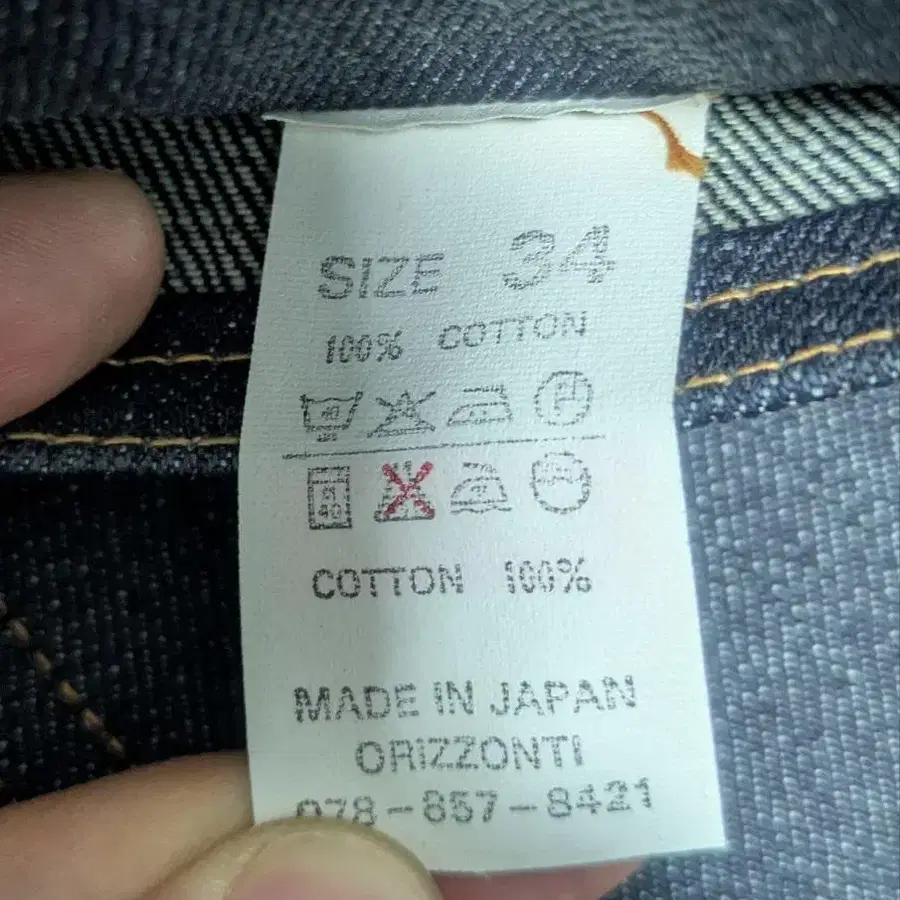 SIZE 34
100% COTTON
COTTON 100%
MADE IN JAPAN
ORIZZONTI
078-857-8421